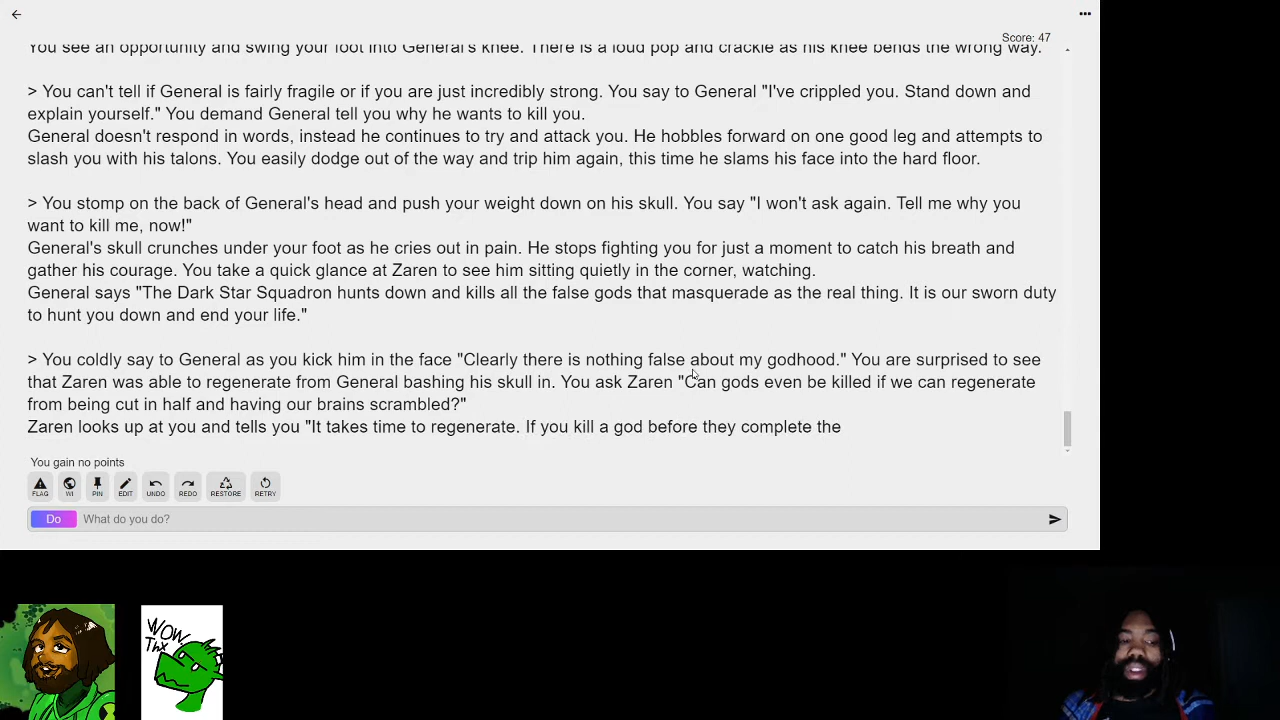 Score: 47
You see an opportunity and swing your foot into General's knee. There is a loud pop and crackle as his knee bends the wrong way.
> You can't tell if General is fairly fragile or if you are just incredibly strong. You say to General "I've crippled you. Stand down and
explain yourself." You demand General tell you why he wants to kill you.
General doesn't respond in words, instead he continues to try and attack you. He hobbles forward on one good leg and attempts to
slash you with his talons. You easily dodge out of the way and trip him again, this time he slams his face into the hard floor.
> You stomp on the back of General's head and push your weight down on his skull. You say "I won't ask again. Tell me why you
want to kill me, now!"
General's skull crunches under your foot as he cries out in pain. He stops fighting you for just a moment to catch his breath and
gather his courage. You take a quick glance at Zaren to see him sitting quietly in the corner, watching.
General says "The Dark Star Squadron hunts down and kills all the false gods that masquerade as the real thing. It is our sworn duty
to hunt you down and end your life."
> You coldly say to General as you kick him in the face "Clearly there is nothing false about my godhood." You are surprised to see
that Zaren was able to regenerate from General bashing his skull in. You ask Zaren "Can gods even be killed if we can regenerate
from being cut in half and having our brains scrambled?"
Zaren looks up at you and tells you "It takes time to regenerate. If you kill a god before they complete the
You gain no points
FLAG WI PIN EDIT UNDO REDO RESTORE RETRY
Do What do you do?
WOW
Thx